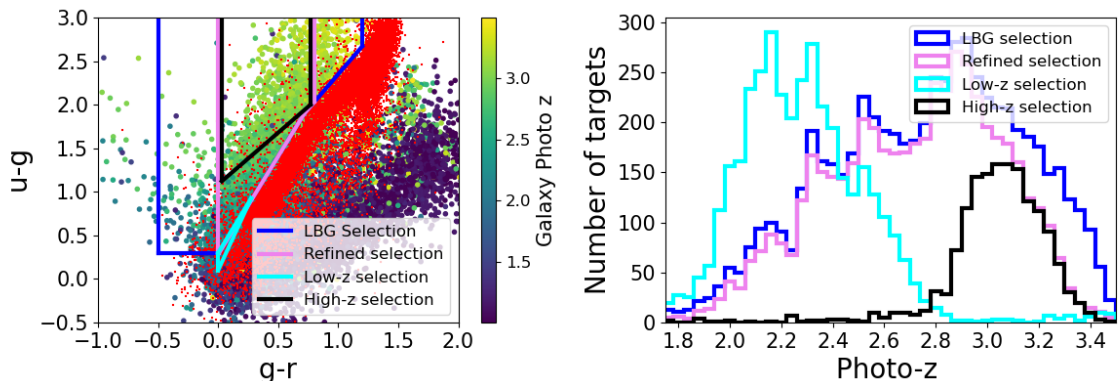 3.0
2.5
2.0
1.5
1.0
0.5
0.0
−0.5
u-g
−1.0 −0.5 0.0 0.5 1.0 1.5 2.0
g-r
LBG Selection
Refined selection
Low-z selection
High-z selection
3.0
2.5
2.0
1.5
Galaxy Photo z
300
250
200
150
100
50
0
Number of targets
1.8 2.0 2.2 2.4 2.6 2.8 3.0 3.2 3.4
Photo-z
LBG selection
Refined selection
Low-z selection
High-z selection